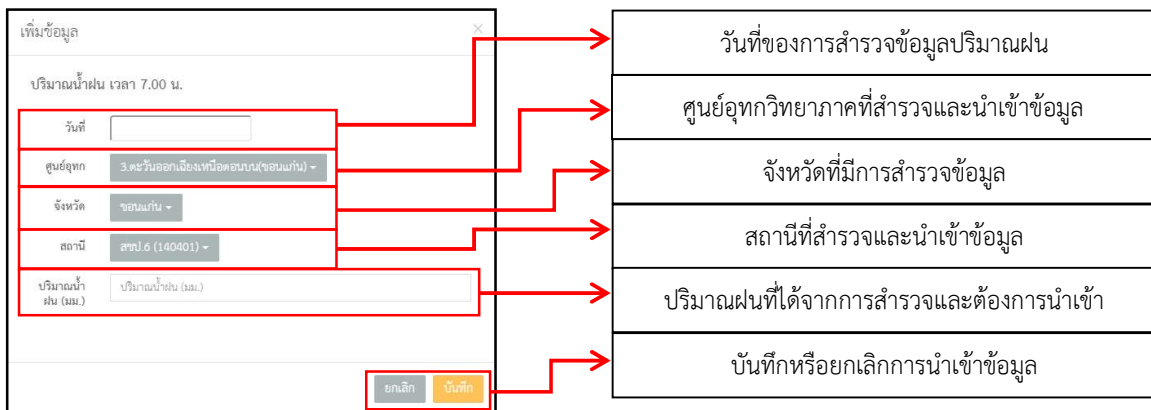 เพิ่มข้อมูล ×
ปริมาณน้ำฝน เวลา 7.00 น.
วันที่
ศูนย์อุทก 3.ตะวันออกเฉียงเหนือตอนบน(ขอนแก่น)
จังหวัด ขอนแก่น
สถานี สชป.6 (140401)
ปริมาณน้ำ
ฝน (มม.) ปริมาณน้ำฝน (มม.)
ยกเลิก บันทึก
วันที่ของการสำรวจข้อมูลปริมาณฝน
ศูนย์อุทกวิทยาภาคที่สำรวจและนำเข้าข้อมูล
จังหวัดที่มีการสำรวจข้อมูล
สถานีที่สำรวจและนำเข้าข้อมูล
ปริมาณฝนที่ได้จากการสำรวจและต้องการนำเข้า
บันทึกหรือยกเลิกการนำเข้าข้อมูล